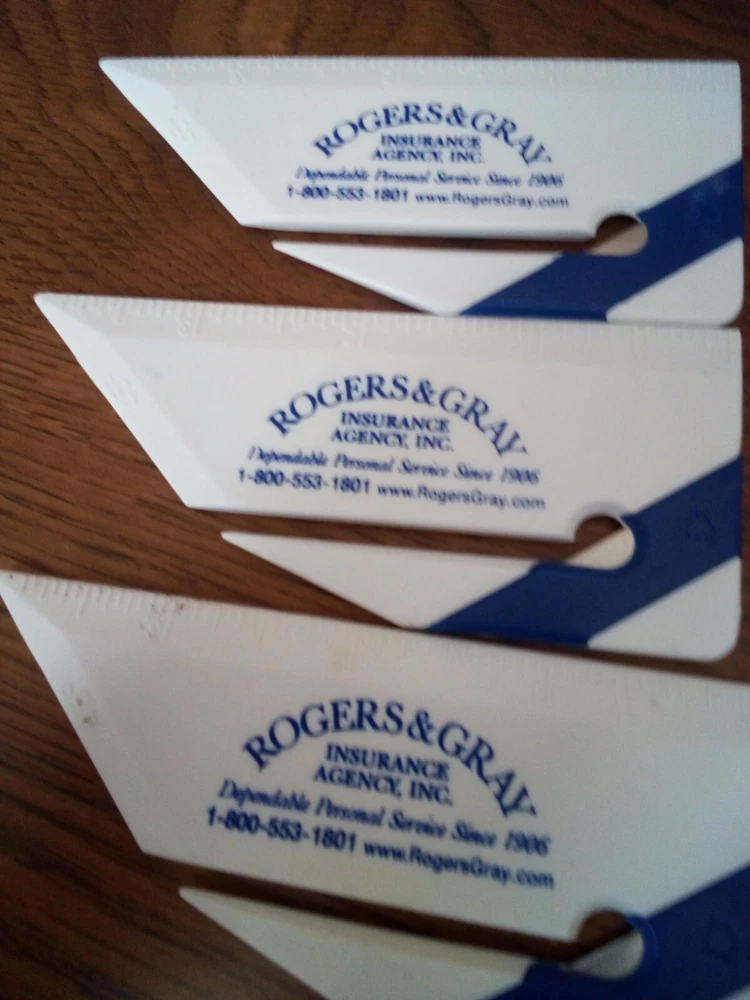 ROGERS&GRAY
INSURANCE
AGENCY, INC.
Dependable Personal Service Since 1906
1-800-553-1801 www.RogersGray.com
ROGERS&GRAY
INSURANCE
AGENCY, INC.
Dependable Personal Service Since 1906
1-800-553-1801 www.RogersGray.com
ROGERS&GRAY
INSURANCE
AGENCY, INC.
Dependable Personal Service Since 1906
1-800-553-1801 www.RogersGray.com